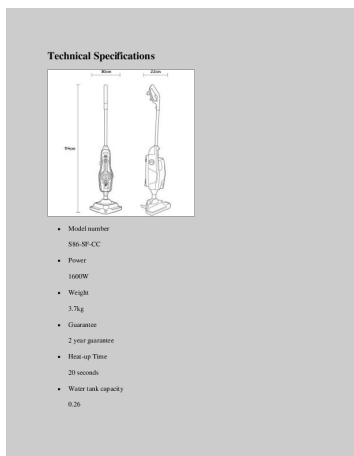 Technical Specifications
30cm 22cm
114cm
• Model number
S86-SF-CC
• Power
1600W
• Weight
3.7kg
• Guarantee
2 year guarantee
• Heat-up Time
20 seconds
• Water tank capacity
0.26